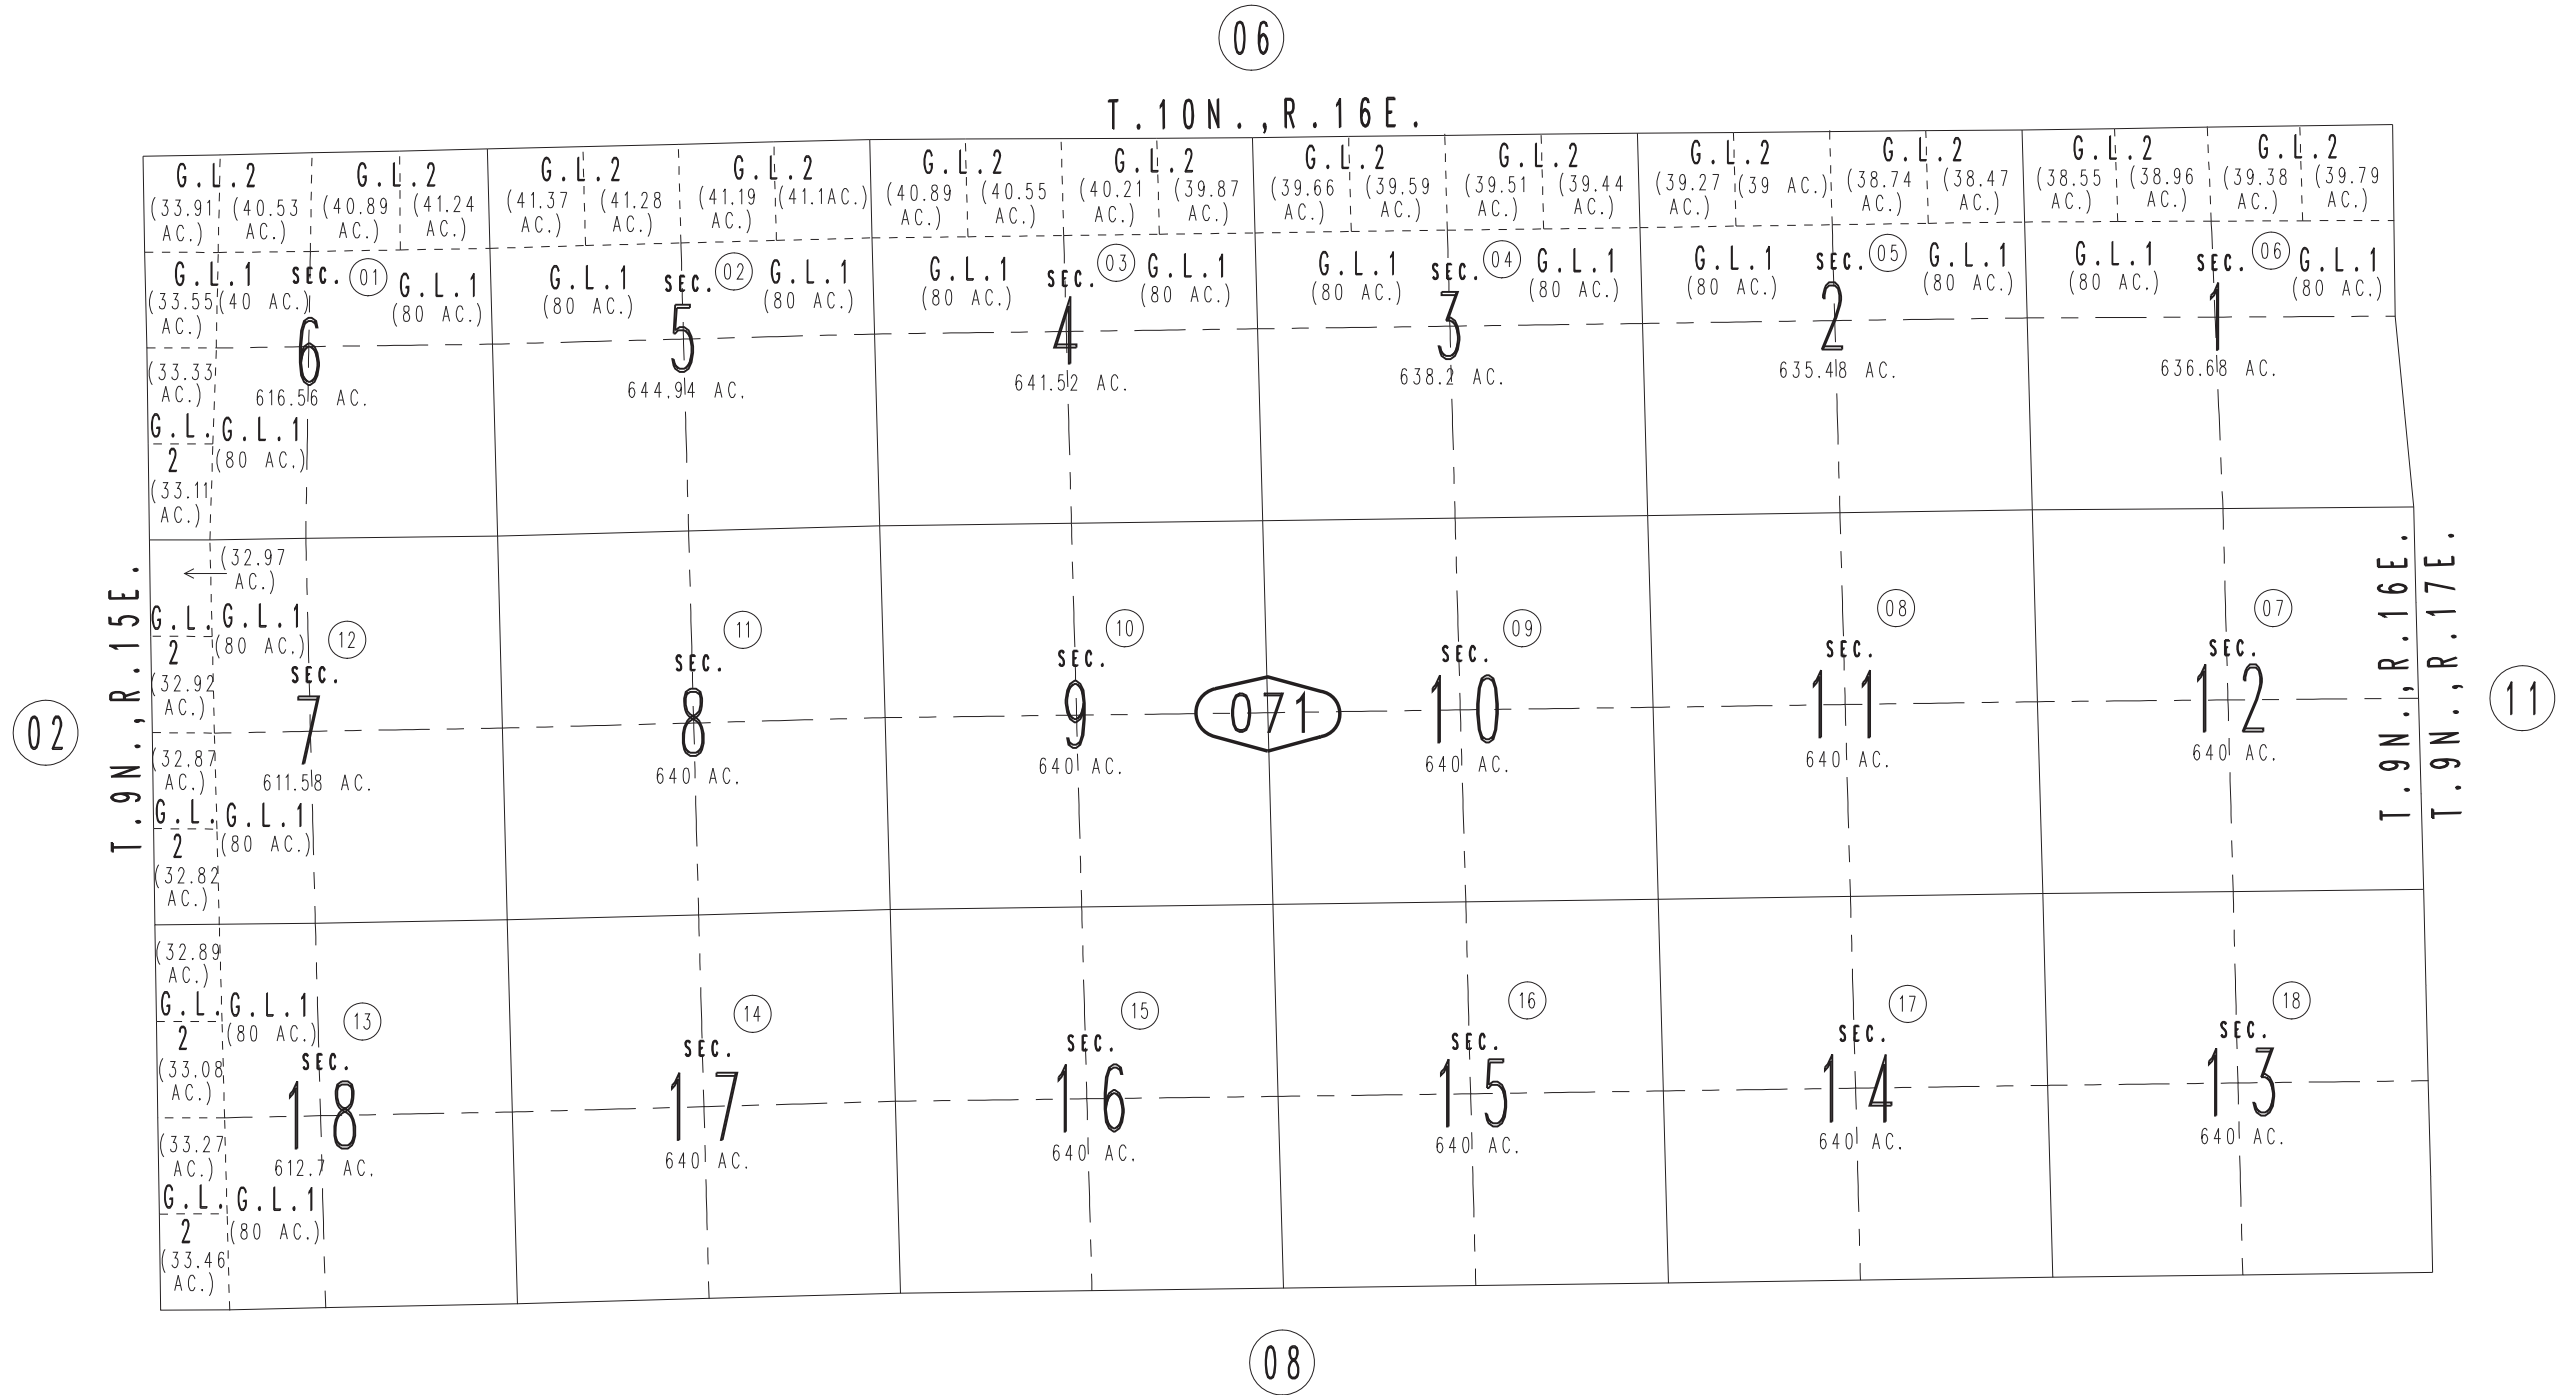 06
T.10N.,R.16E.
G.L.2 G.L.2 G.L.2 G.L.2 G.L.2 G.L.2 G.L.2 G.L.2 G.L.2 G.L.2 G.L.2 G.L.2
(33.91 AC.) (40.53 AC.) (40.89 AC.) (41.24 AC.) (41.37 AC.) (41.28 AC.) (41.19 AC.) (41.1AC.) (40.89 AC.) (40.55 AC.) (40.21 AC.) (39.87 AC.) (39.66 AC.) (39.59 AC.) (39.51 AC.) (39.44 AC.) (39.27 AC.) (39 AC.) (38.74 AC.) (38.47 AC.) (38.55 AC.) (38.96 AC.) (39.38 AC.) (39.79 AC.)
G.L.1 SEC. 01 G.L.1 G.L.1 SEC. 02 G.L.1 G.L.1 SEC. 03 G.L.1 G.L.1 SEC. 04 G.L.1 G.L.1 SEC. 05 G.L.1 G.L.1 SEC. 06 G.L.1
(33.55 AC.) (40 AC.) (80 AC.) (80 AC.) (80 AC.) (80 AC.) (80 AC.) (80 AC.) (80 AC.) (80 AC.) (80 AC.) (80 AC.) (80 AC.)
6 5 4 3 2 1
(33.33 AC.)
616.56 AC. 644.94 AC. 641.52 AC. 638.2 AC. 635.48 AC. 636.68 AC.
G.L. G.L.1
2 (80 AC.)
(33.11 AC.)
(32.97 AC.)
G.L. G.L.1
2 (80 AC.)
12 11 10 09 08 07
SEC. SEC. SEC. SEC. SEC. SEC.
(32.92 AC.)
7 8 9 071 10 11 12
(32.87 AC.)
611.58 AC. 640 AC. 640 AC. 640 AC. 640 AC. 640 AC.
G.L. G.L.1
2 (80 AC.)
(32.82 AC.)
T.9N.,R.15E.
02
T.9N.,R.16E.
T.9N.,R.17E.
11
(32.89 AC.)
G.L. G.L.1
2 (80 AC.)
13 14 15 16 17 18
SEC. SEC. SEC. SEC. SEC. SEC.
(33.08 AC.)
18 17 16 15 14 13
(33.27 AC.)
612.7 AC. 640 AC. 640 AC. 640 AC. 640 AC. 640 AC.
G.L. G.L.1
2 (80 AC.)
(33.46 AC.)
08